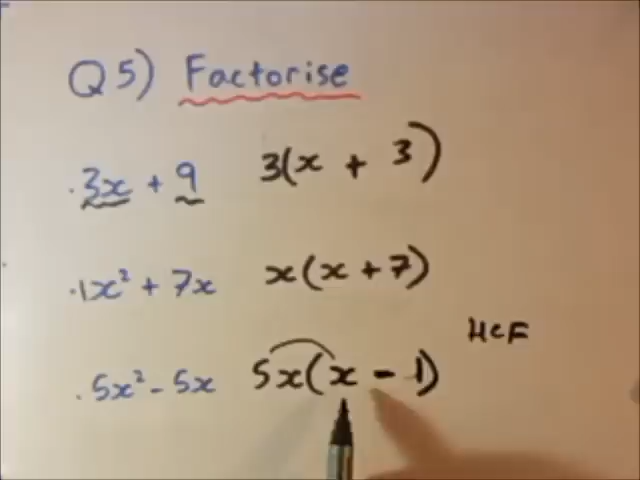 Q5) Factorise
·3x + 9 3(x + 3)
·1x² + 7x x(x + 7)
HCF
·5x² - 5x 5x(x - 1)